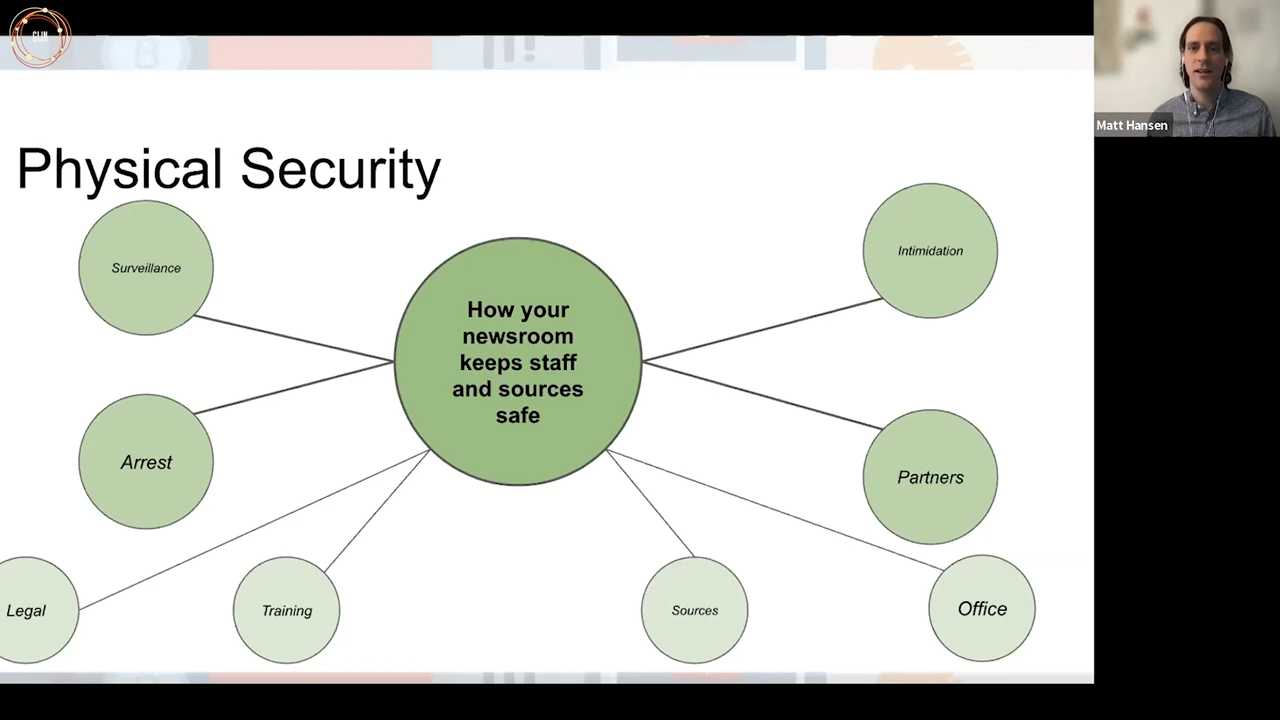 GIJN
Matt Hansen
Physical Security
Surveillance
Intimidation
How your
newsroom
keeps staff
and sources
safe
Arrest
Partners
Legal
Training
Sources
Office